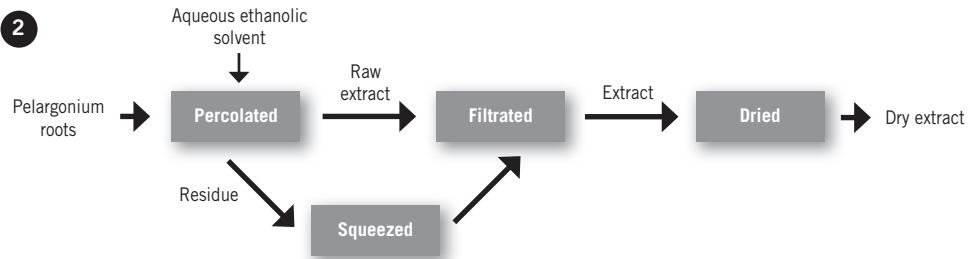 2
Aqueous ethanolic
solvent
Raw
extract
Extract
Pelargonium
roots
Percolated
Filtrated
Dried
Dry extract
Residue
Squeezed